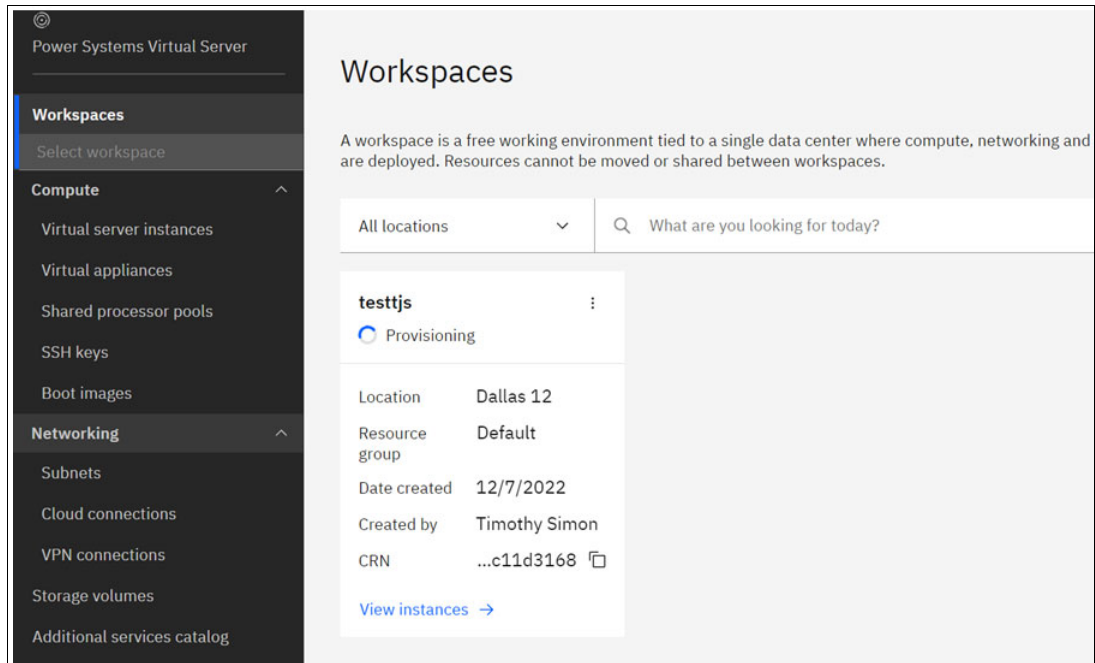 Power Systems Virtual Server
Workspaces
Select workspace
Compute
Virtual server instances
Virtual appliances
Shared processor pools
SSH keys
Boot images
Networking
Subnets
Cloud connections
VPN connections
Storage volumes
Additional services catalog
Workspaces
A workspace is a free working environment tied to a single data center where compute, networking and
are deployed. Resources cannot be moved or shared between workspaces.
All locations
What are you looking for today?
testtjs
Provisioning
Location Dallas 12
Resource Default
group
Date created 12/7/2022
Created by Timothy Simon
CRN ...c11d3168
View instances →